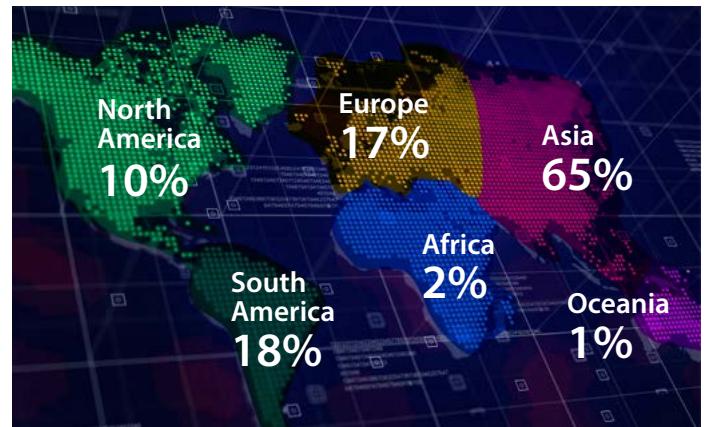 North
America
10%
Europe
17%
Asia
65%
Africa
2%
South
America
18%
Oceania
1%